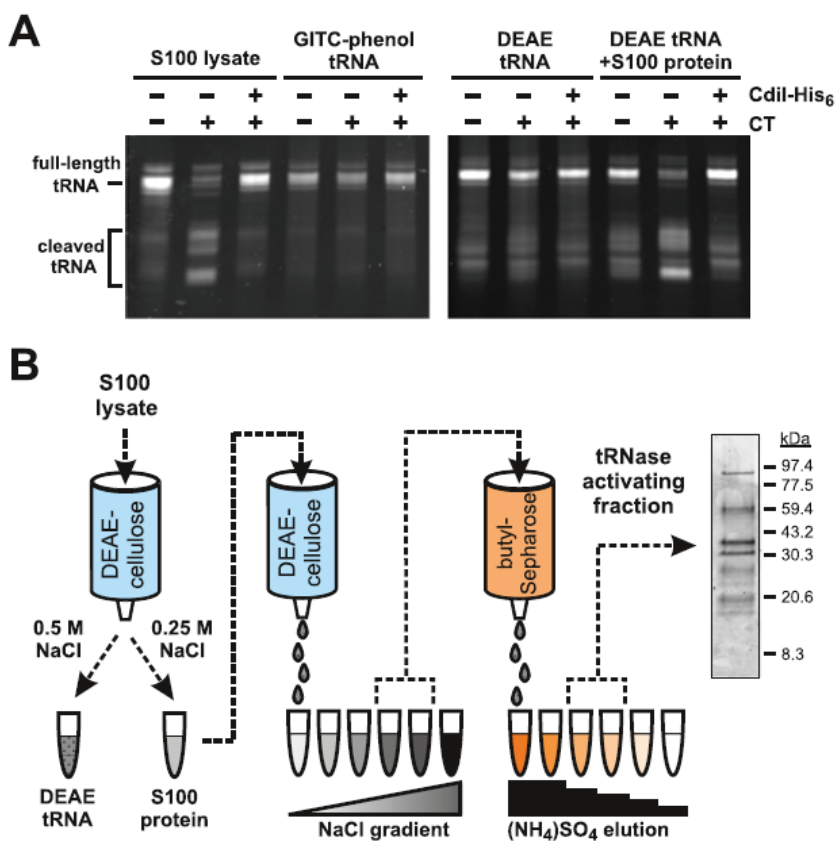 A
S100 lysate
GITC-phenol
tRNA
DEAE
tRNA
DEAE tRNA
+S100 protein
− − + − − + − − + − − + CdiI-His6
− + + − + + − + + − + + CT
full-length
tRNA
cleaved
tRNA
B
S100
lysate
DEAE-
cellulose
0.5 M
NaCl
0.25 M
NaCl
DEAE
tRNA
S100
protein
DEAE-
cellulose
NaCl gradient
butyl-
Sepharose
(NH4)SO4 elution
tRNase
activating
fraction
kDa
97.4
77.5
59.4
43.2
30.3
20.6
8.3